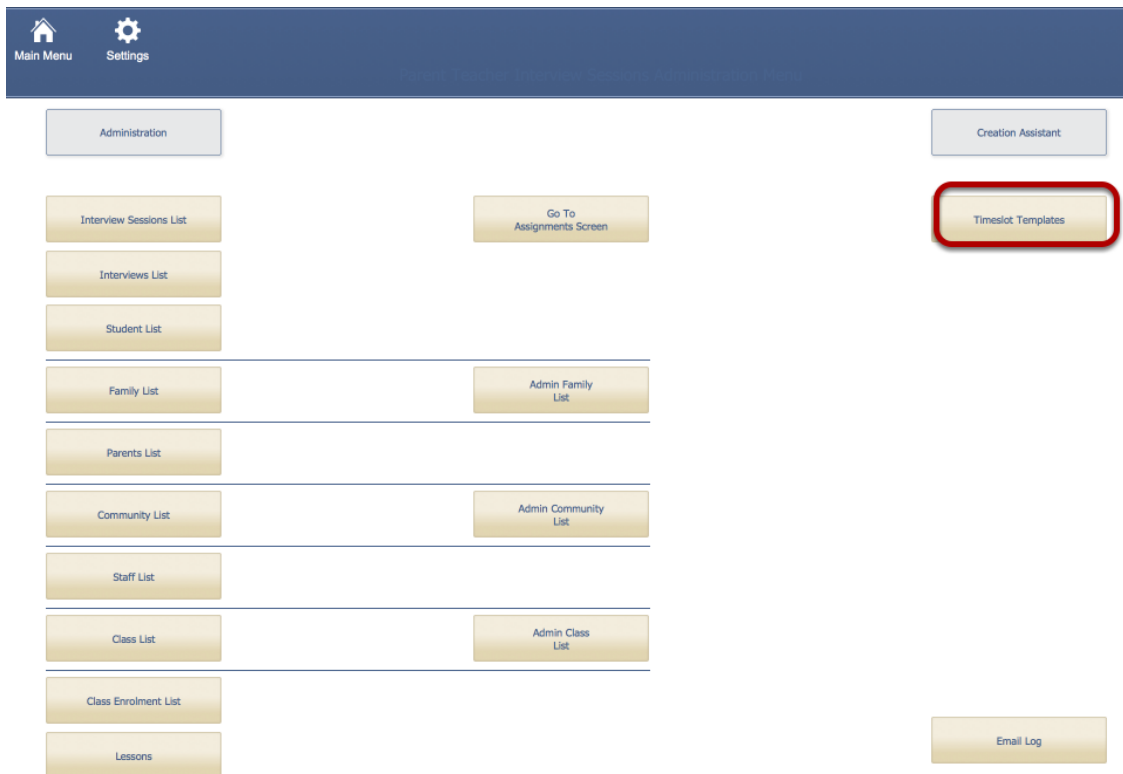 Main Menu
Settings
Parent Teacher Interview Sessions Administration Menu
Administration
Creation Assistant
Interview Sessions List
Go To
Assignments Screen
Timeslot Templates
Interviews List
Student List
Family List
Admin Family
List
Parents List
Community List
Admin Community
List
Staff List
Class List
Admin Class
List
Class Enrolment List
Lessons
Email Log